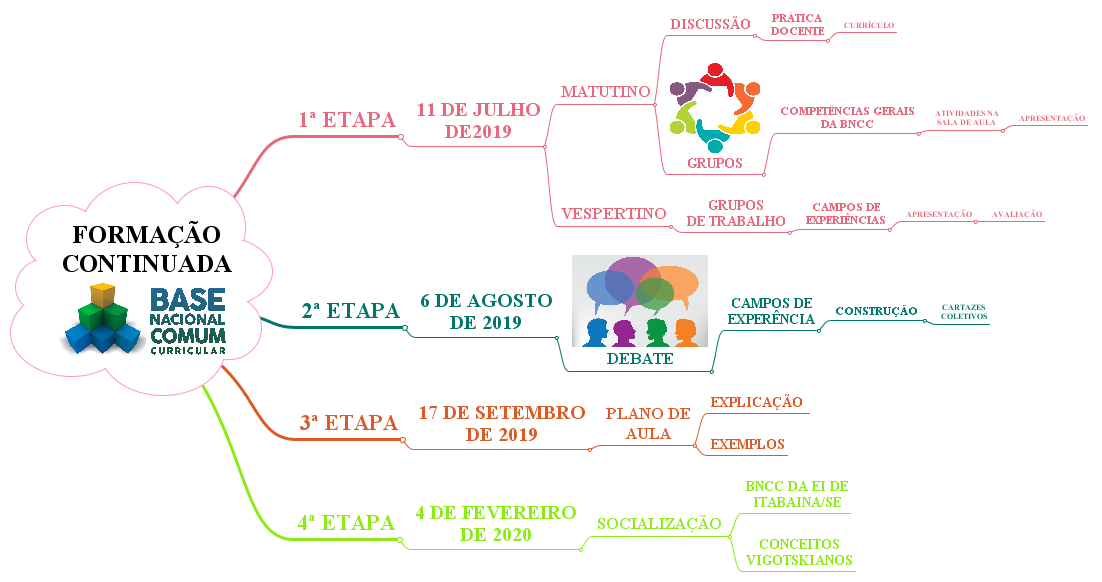 FORMAÇÃO
CONTINUADA
BASE
NACIONAL
COMUM
CURRICULAR
1ª ETAPA
11 DE JULHO
DE2019
MATUTINO
DISCUSSÃO
PRÁTICA
DOCENTE
CURRÍCULO
GRUPOS
COMPETÊNCIAS GERAIS
DA BNCC
ATIVIDADES NA
SALA DE AULA
APRESENTAÇÃO
VESPERTINO
GRUPOS
DE TRABALHO
CAMPOS DE
EXPERIÊNCIAS
APRESENTAÇÃO
AVALIAÇÃO
2ª ETAPA
6 DE AGOSTO
DE 2019
DEBATE
CAMPOS DE
EXPERÊNCIA
CONSTRUÇÃO
CARTAZES
COLETIVOS
3ª ETAPA
17 DE SETEMBRO
DE 2019
PLANO DE
AULA
EXPLICAÇÃO
EXEMPLOS
4ª ETAPA
4 DE FEVEREIRO
DE 2020
SOCIALIZAÇÃO
BNCC DA EI DE
ITABAINA/SE
CONCEITOS
VIGOTSKIANOS